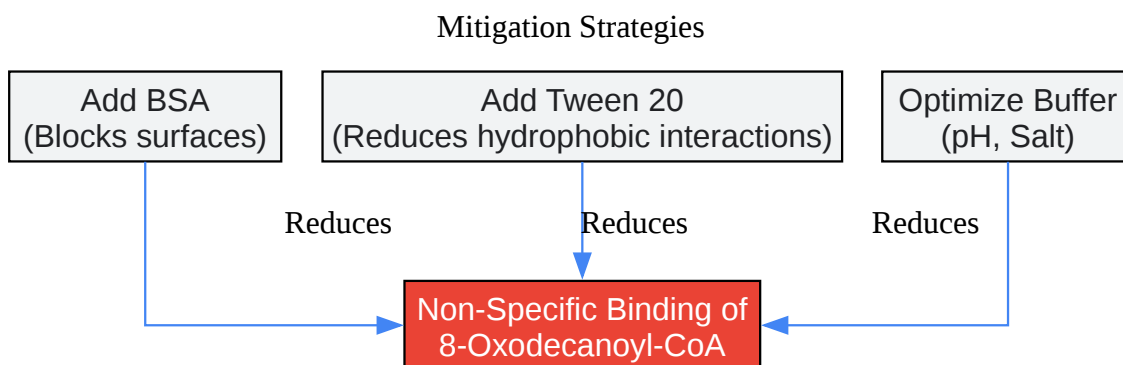 Mitigation Strategies
Add BSA
(Blocks surfaces)
Add Tween 20
(Reduces hydrophobic interactions)
Optimize Buffer
(pH, Salt)
Reduces
Reduces
Reduces
Non-Specific Binding of
8-Oxodecanoyl-CoA